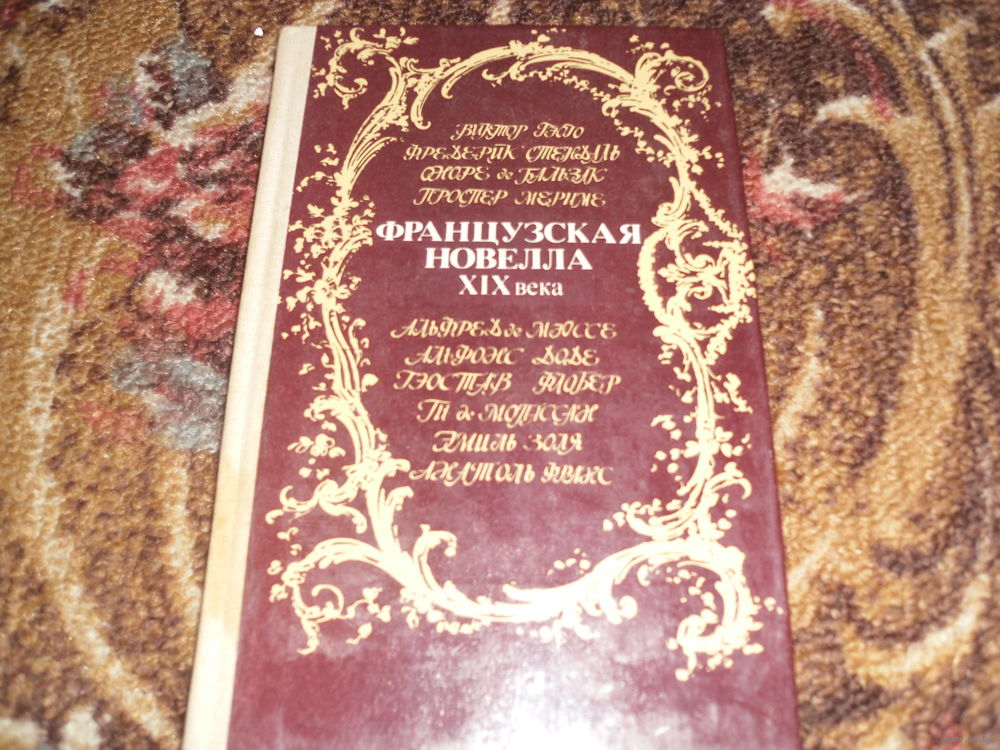 ВИКТОР ГЮГО
ФРЕДЕРИК СТЕНДАЛЬ
ОНОРЕ де БАЛЬЗАК
ПРОСПЕР МЕРИМЕ
ФРАНЦУЗСКАЯ
НОВЕЛЛА
XIX века
АЛЬФРЕД де МЮССЕ
АЛЬФОНС ДОДЕ
ГЮСТАВ ФЛОБЕР
ГИ де МОПАССАН
ЭМИЛЬ ЗОЛЯ
АНАТОЛЬ ФРАНС